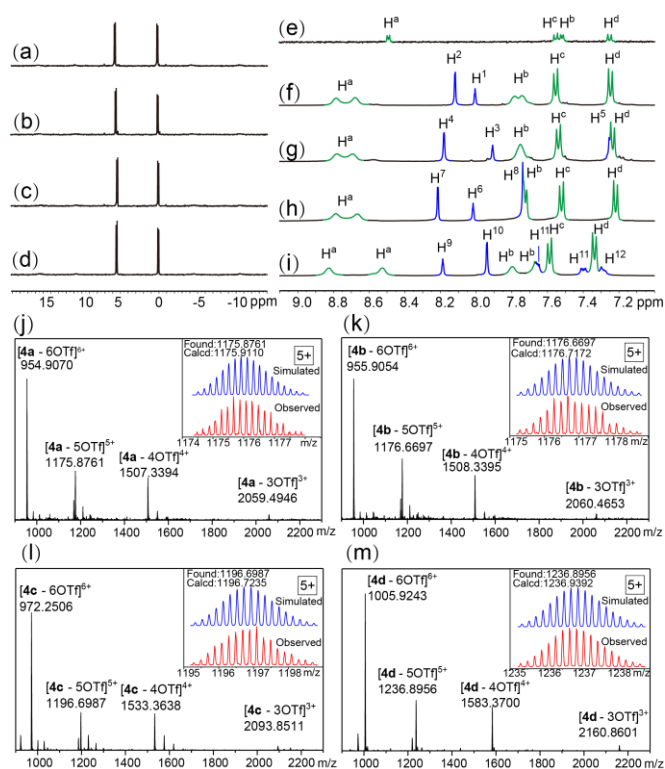 (a)
(b)
(c)
(d)
15 10 5 0 -5 -10 ppm
(e)
Hᵃ Hᶜ Hᵇ Hᵈ
(f)
Hᵃ H² H¹ Hᵇ Hᶜ Hᵈ
(g)
Hᵃ H⁴ H³ Hᵇ Hᶜ H⁵ Hᵈ
(h)
Hᵃ H⁷ H⁶ H⁸ Hᵇ Hᶜ Hᵈ
(i)
Hᵃ Hᵃ H⁹ H¹⁰ Hᵇ Hᵇ H¹¹ Hᶜ H¹¹ Hᵈ H¹²
9.0 8.8 8.6 8.4 8.2 8.0 7.8 7.6 7.4 7.2 ppm
(j)
[4a - 6OTf]⁶⁺
954.9070
[4a - 5OTf]⁵⁺
1175.8761
[4a - 4OTf]⁴⁺
1507.3394
[4a - 3OTf]³⁺
2059.4946
Found:1175.8761
Calcd:1175.9110
5+
Simulated
Observed
1174 1175 1176 1177 m/z
1000 1200 1400 1600 1800 2000 2200 m/z
(k)
[4b - 6OTf]⁶⁺
955.9054
[4b - 5OTf]⁵⁺
1176.6697
[4b - 4OTf]⁴⁺
1508.3395
[4b - 3OTf]³⁺
2060.4653
Found:1176.6697
Calcd:1176.7172
5+
Simulated
Observed
1175 1176 1177 1178 m/z
1000 1200 1400 1600 1800 2000 2200 m/z
(l)
[4c - 6OTf]⁶⁺
972.2506
[4c - 5OTf]⁵⁺
1196.6987
[4c - 4OTf]⁴⁺
1533.3638
[4c - 3OTf]³⁺
2093.8511
Found:1196.6987
Calcd:1196.7235
5+
Simulated
Observed
1195 1196 1197 1198 m/z
1000 1200 1400 1600 1800 2000 2200 m/z
(m)
[4d - 6OTf]⁶⁺
1005.9243
[4d - 5OTf]⁵⁺
1236.8956
[4d - 4OTf]⁴⁺
1583.3700
[4d - 3OTf]³⁺
2160.8601
Found:1236.8956
Calcd:1236.9392
5+
Simulated
Observed
1235 1236 1237 1238 m/z
1000 1200 1400 1600 1800 2000 2200 m/z